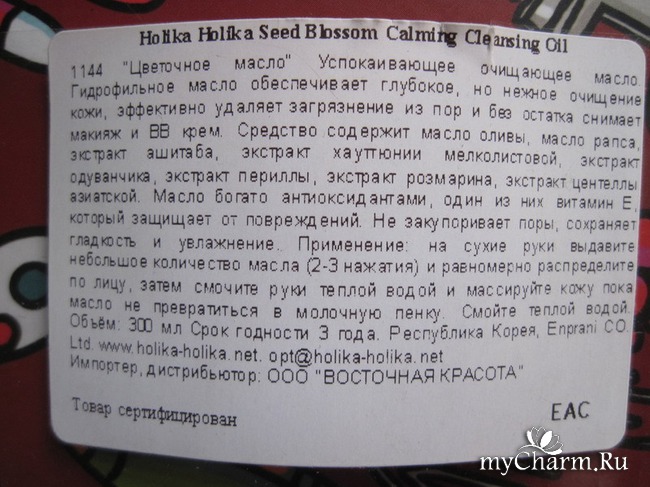 Holika Holika Seed Blossom Calming Cleansing Oil
1144 "Цветочное масло" Успокаивающее очищающее масло.
Гидрофильное масло обеспечивает глубокое, но нежное очищение
кожи, эффективно удаляет загрязнение из пор и без остатка снимает
макияж и ВВ крем. Средство содержит масло оливы, масло рапса,
экстракт ашитаба, экстракт хауттюнии мелколистовой, экстракт
одуванчика, экстракт периллы, экстракт розмарина, экстракт центеллы
азиатской. Масло богато антиоксидантами, один из них витамин Е,
который защищает от повреждений. Не закупоривает поры, сохраняет
гладкость и увлажнение. Применение: на сухие руки выдавите
небольшое количество масла (2-3 нажатия) и равномерно распределите
по лицу, затем смочите руки теплой водой и массируйте кожу пока
масло не превратиться в молочную пенку. Смойте теплой водой.
Объём: 300 мл Срок годности 3 года. Республика Корея, Enprani CO.
Ltd. www.holika-holika.net. opt@holika-holika.net
Импортер, дистрибьютор: ООО "ВОСТОЧНАЯ КРАСОТА"
Товар сертифицирован
ЕАС
myCharm.Ru